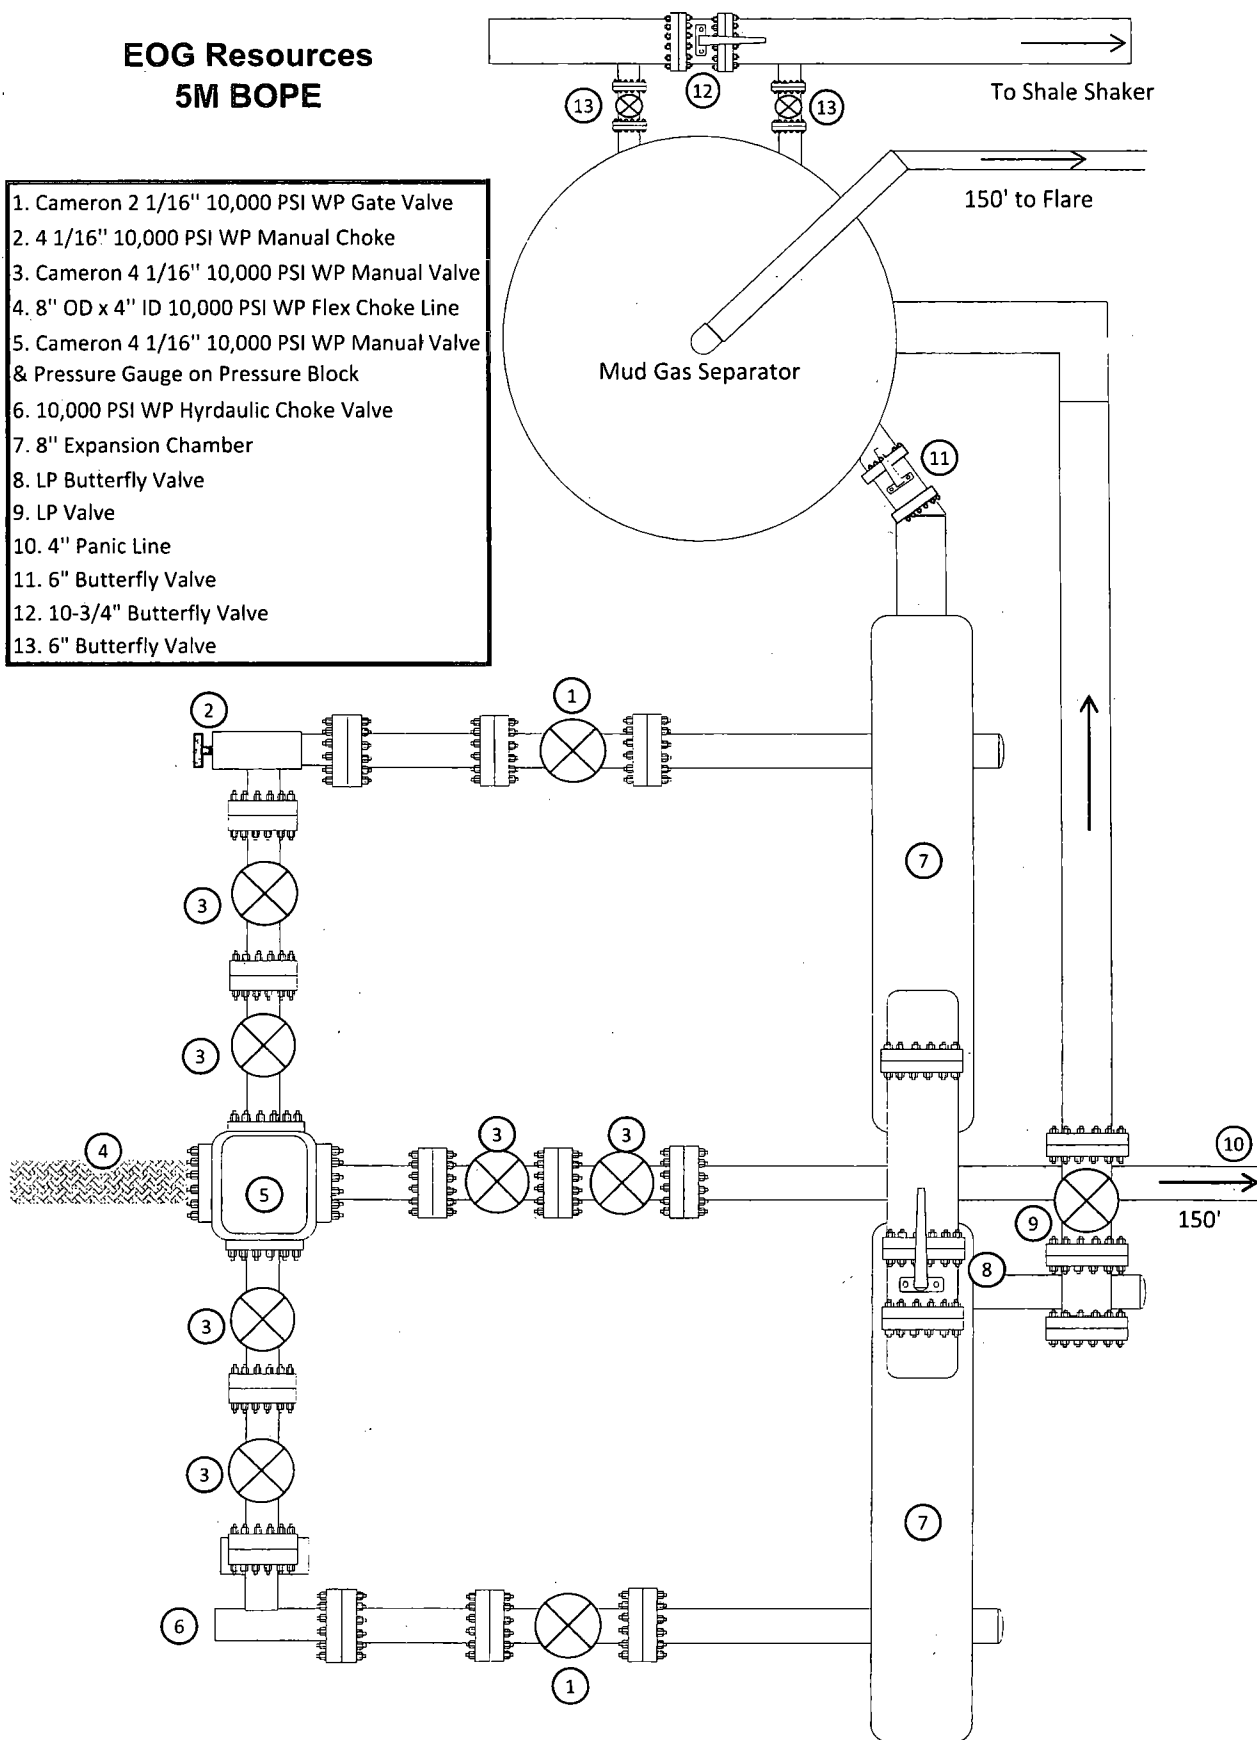 EOG Resources
5M BOPE
To Shale Shaker
150' to Flare
1. Cameron 2 1/16" 10,000 PSI WP Gate Valve
2. 4 1/16" 10,000 PSI WP Manual Choke
3. Cameron 4 1/16" 10,000 PSI WP Manual Valve
4. 8" OD x 4" ID 10,000 PSI WP Flex Choke Line
5. Cameron 4 1/16" 10,000 PSI WP Manual Valve
& Pressure Gauge on Pressure Block
6. 10,000 PSI WP Hyrdaulic Choke Valve
7. 8" Expansion Chamber
8. LP Butterfly Valve
9. LP Valve
10. 4" Panic Line
11. 6" Butterfly Valve
12. 10-3/4" Butterfly Valve
13. 6" Butterfly Valve
13
12
13
Mud Gas Separator
11
2
1
7
3
3
4
3
3
10
5
150'
9
8
3
3
7
6
1